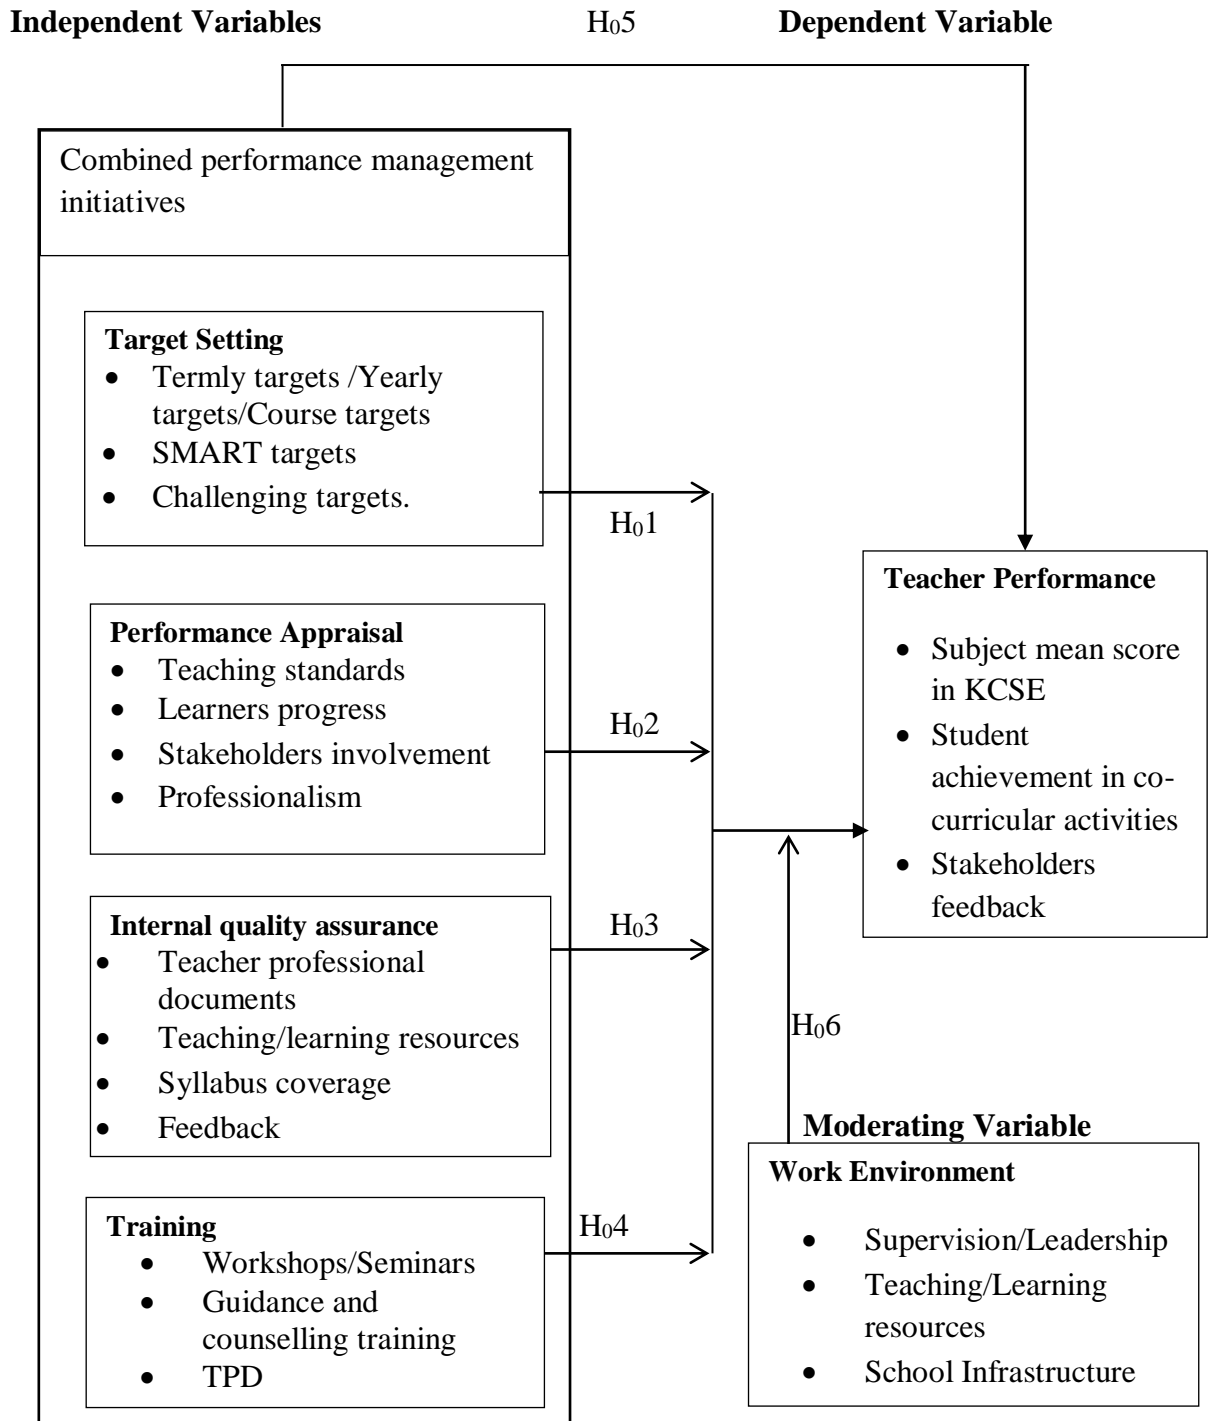 Independent Variables H₀5 Dependent Variable
Combined performance management
initiatives
Target Setting
• Termly targets /Yearly
targets/Course targets
• SMART targets
• Challenging targets.
H₀1
Performance Appraisal
• Teaching standards
• Learners progress
• Stakeholders involvement
• Professionalism
H₀2
Internal quality assurance
• Teacher professional
documents
• Teaching/learning resources
• Syllabus coverage
• Feedback
H₀3
Training
• Workshops/Seminars
• Guidance and
counselling training
• TPD
H₀4
Teacher Performance
• Subject mean score
in KCSE
• Student
achievement in co-
curricular activities
• Stakeholders
feedback
H₀6
Moderating Variable
Work Environment
• Supervision/Leadership
• Teaching/Learning
resources
• School Infrastructure